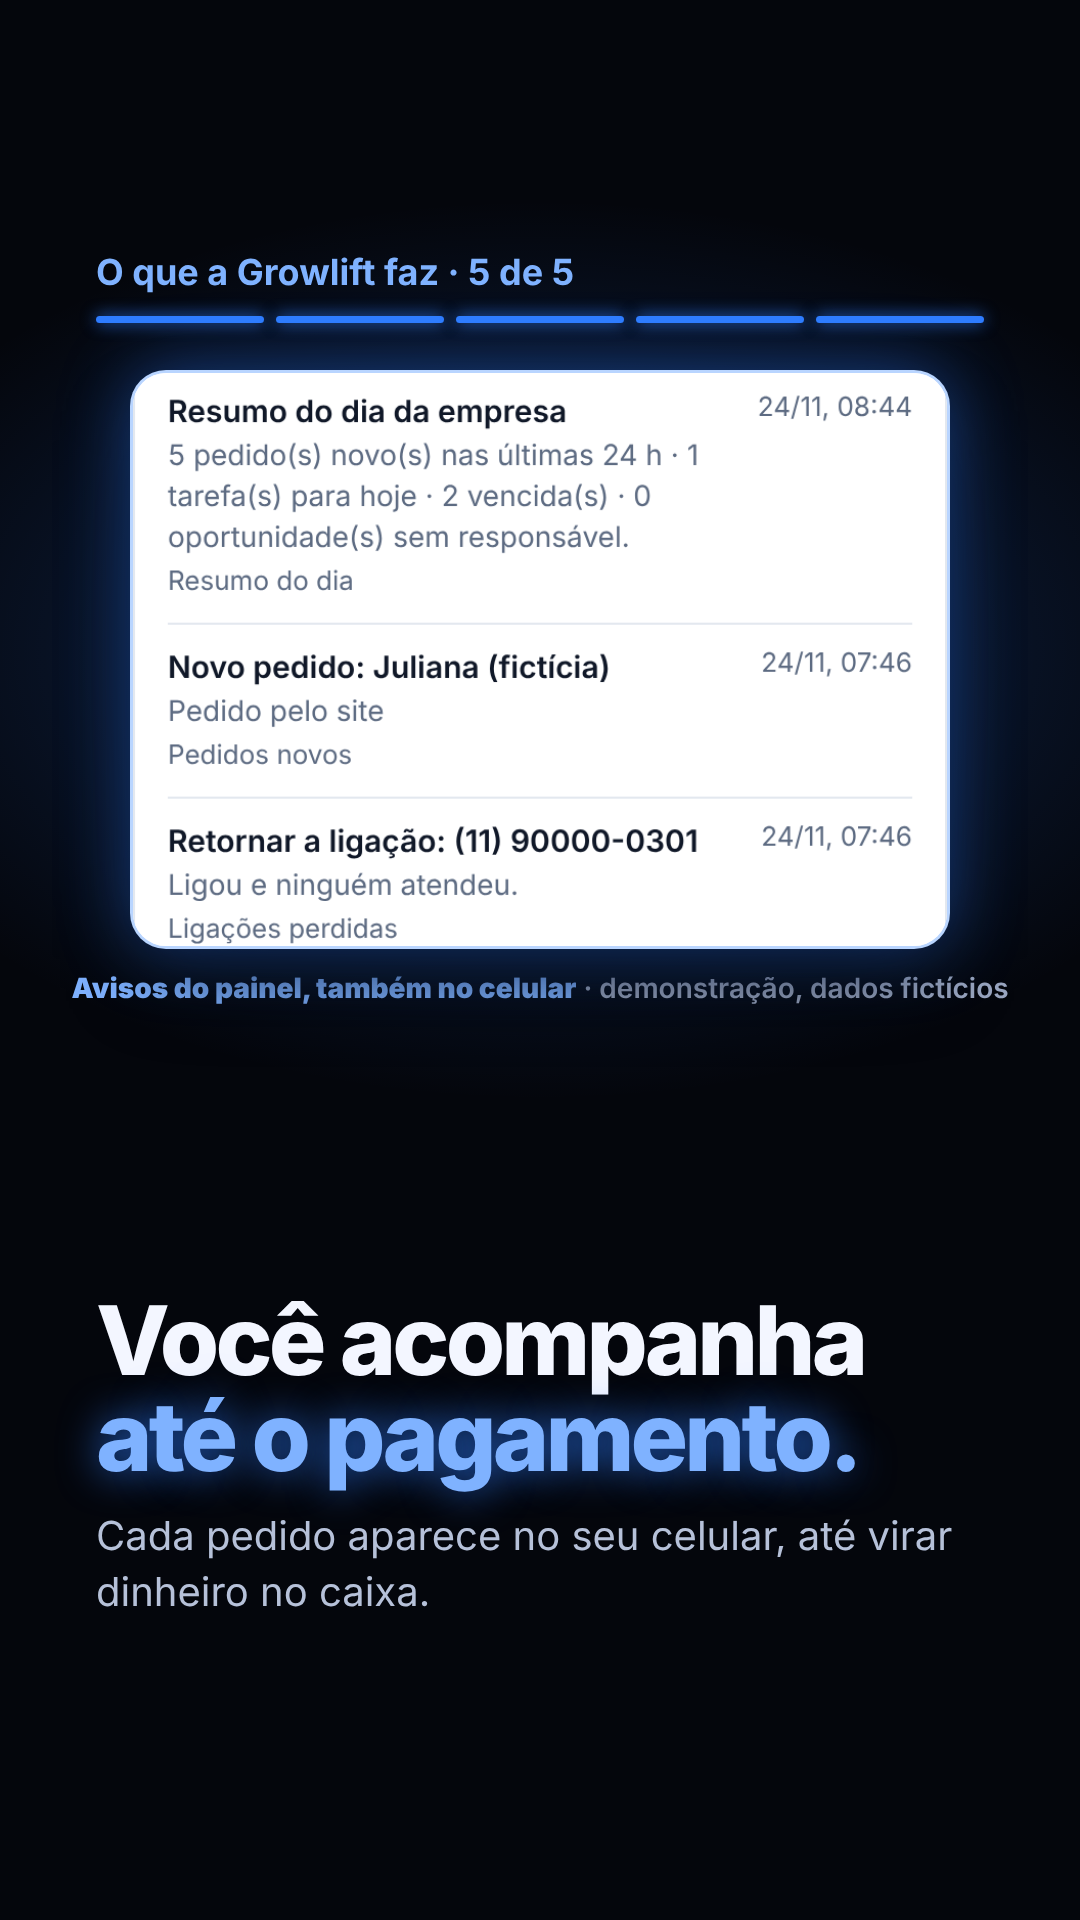 O que a Growlift faz · 5 de 5
Resumo do dia da empresa
24/11, 08:44
5 pedido(s) novo(s) nas últimas 24 h · 1
tarefa(s) para hoje · 2 vencida(s) · 0
oportunidade(s) sem responsável.
Resumo do dia
Novo pedido: Juliana (fictícia)
24/11, 07:46
Pedido pelo site
Pedidos novos
Retornar a ligação: (11) 90000-0301
24/11, 07:46
Ligou e ninguém atendeu.
Ligações perdidas
Avisos do painel, também no celular · demonstração, dados fictícios
Você acompanha
até o pagamento.
Cada pedido aparece no seu celular, até virar
dinheiro no caixa.